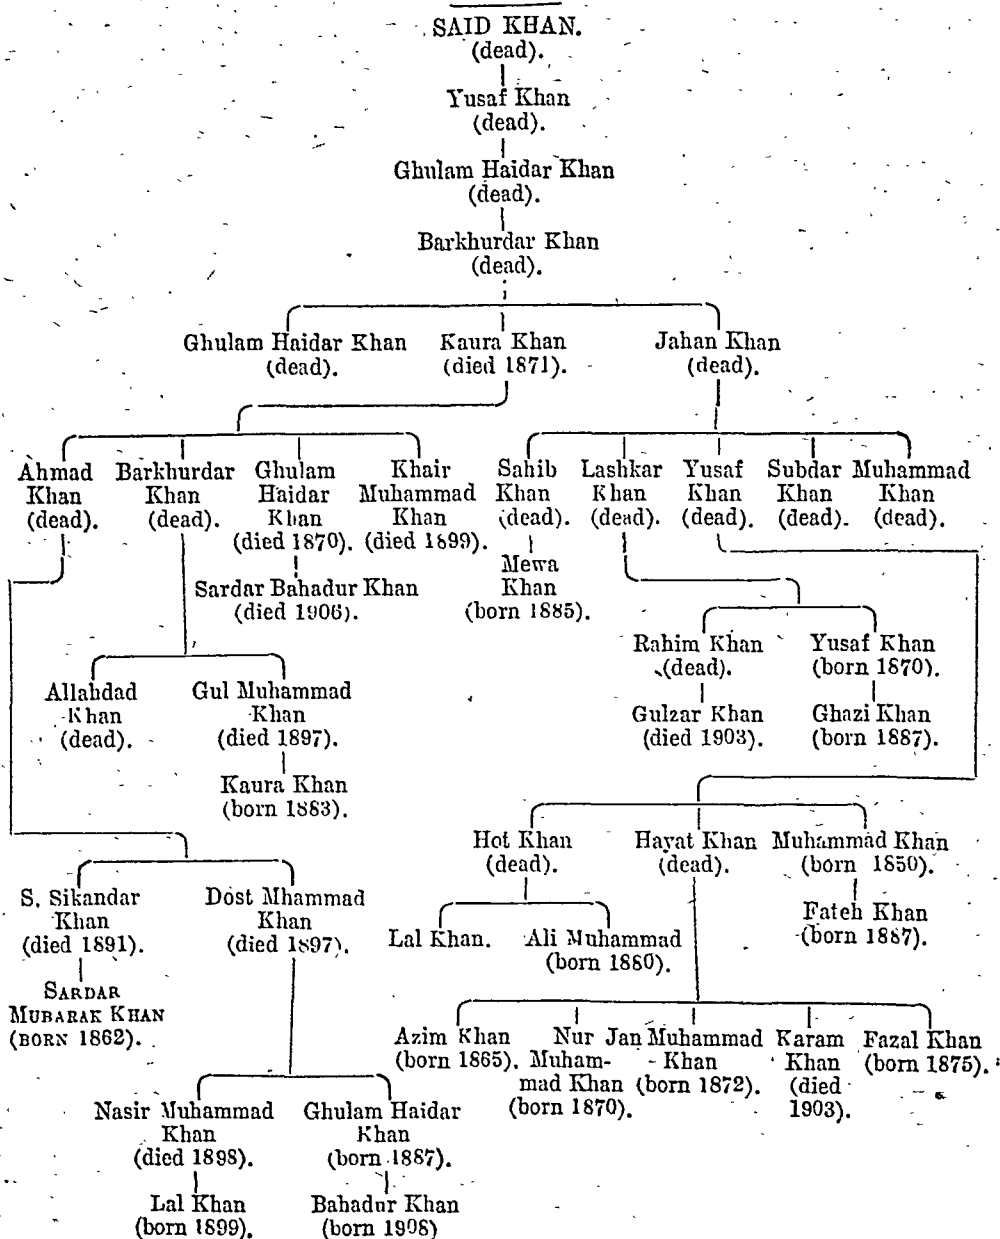 SAID KHAN.
(dead).
Yusaf Khan
(dead).
Ghulam Haidar Khan
(dead).
Barkhurdar Khan
(dead).
Ghulam Haidar Khan
(dead).
Kaura Khan
(died 1871).
Jahan Khan
(dead).
Ahmad
Khan
(dead).
Barkhurdar
Khan
(dead).
Ghulam
Haidar
Khan
(died 1870).
Khair
Muhammad
Khan
(died 1899).
Sahib
Khan
(dead).
Lashkar
Khan
(dead).
Yusaf
Khan
(dead).
Subdar
Khan
(dead).
Muhammad
Khan
(dead).
Sardar Bahadur Khan
(died 1906).
Mewa
Khan
(born 1885).
Rahim Khan
(dead).
Yusaf Khan
(born 1870).
Gulzar Khan
(died 1903).
Ghazi Khan
(born 1887).
Allahdad
Khan
(dead).
Gul Muhammad
Khan
(died 1897).
Kaura Khan
(born 1883).
Hot Khan
(dead).
Hayat Khan
(dead).
Muhammad Khan
(born 1850).
Lal Khan.
Ali Muhammad
(born 1880).
Fateh Khan
(born 1887).
S. Sikandar
Khan
(died 1891).
Dost Mhammad
Khan
(died 1897).
SARDAR
MUBARAK KHAN
(BORN 1862).
Azim Khan
(born 1865).
Nur
Muham-
mad Khan
(born 1870).
Jan Muhammad
Khan
(born 1872).
Karam
Khan
(died
1903).
Fazal Khan
(born 1875).
Nasir Muhammad
Khan
(died 1898).
Ghulam Haidar
Khan
(born 1887).
Lal Khan
(born 1899).
Bahadur Khan
(born 1908)